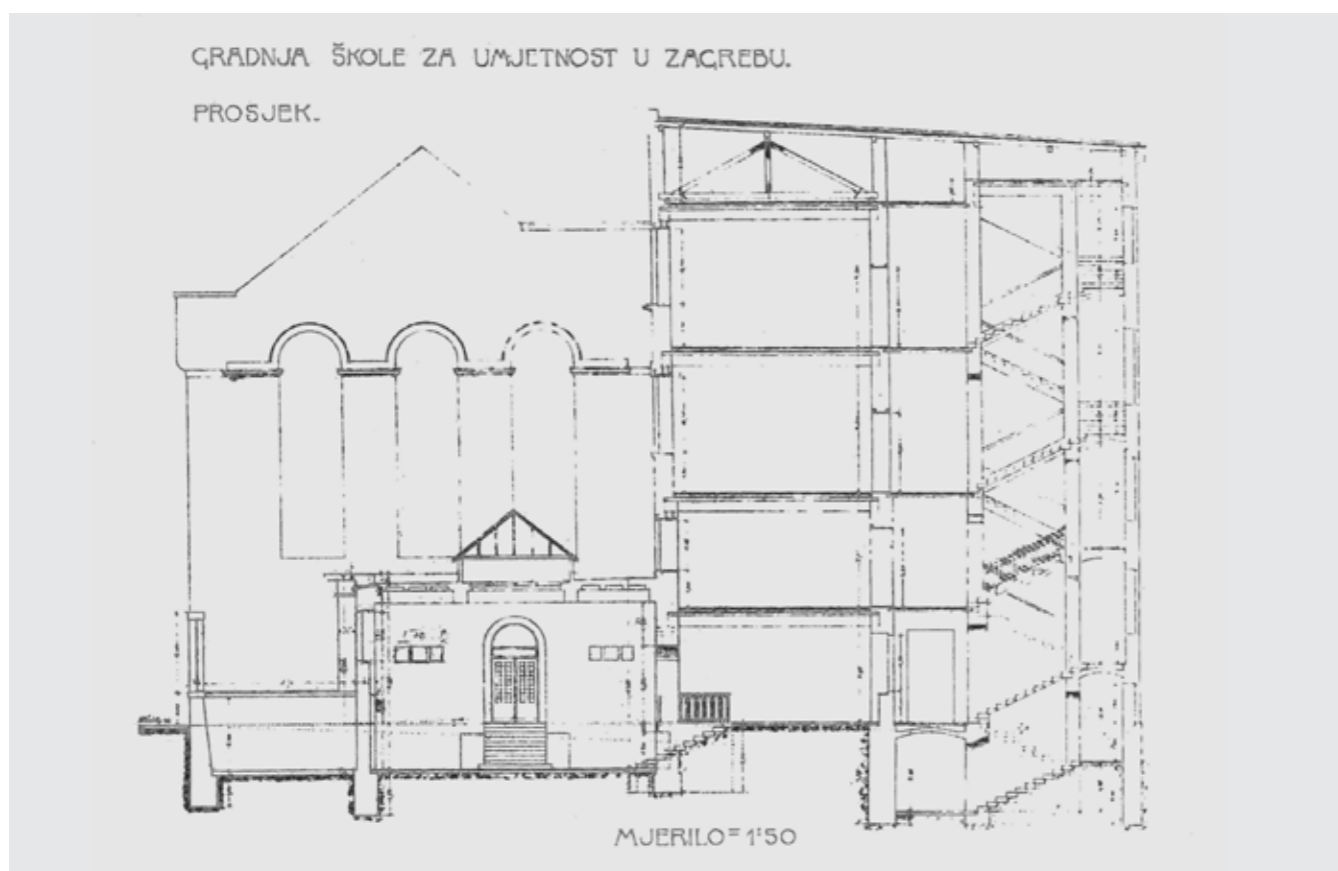 GRADNJA ŠKOLE ZA UMJETNOST U ZAGREBU.
PROSJEK.
MJERILO = 1:50